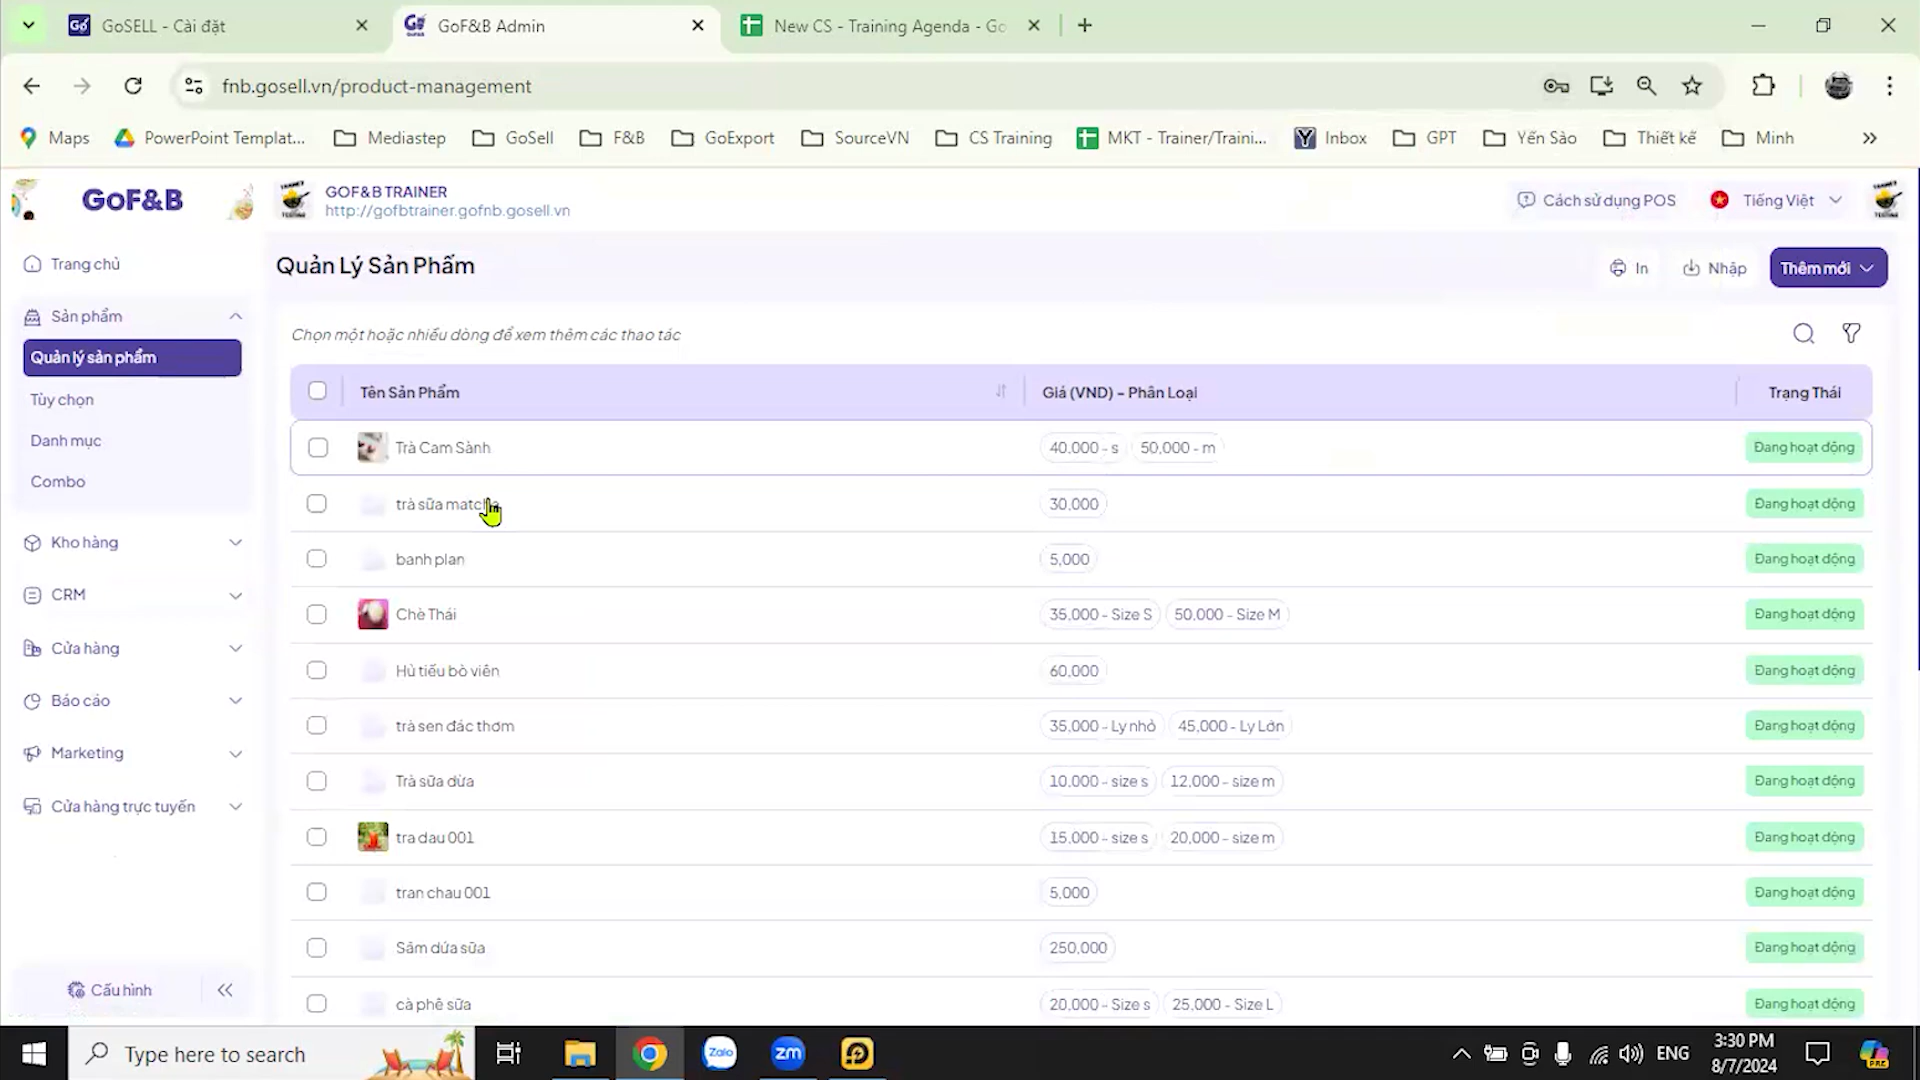 GoSELL - Cài đặt
GoF&B Admin
New CS - Training Agenda - Go
fnb.gosell.vn/product-management
Maps
PowerPoint Templat...
Mediastep
GoSell
F&B
GoExport
SourceVN
CS Training
MKT - Trainer/Traini...
Inbox
GPT
Yến Sào
Thiết kế
Minh
GoF&B
GOF&B TRAINER
http://gofbtrainer.gofnb.gosell.vn
Cách sử dụng POS
Tiếng Việt
Trang chủ
Sản phẩm
Quản lý sản phẩm
Tùy chọn
Danh mục
Combo
Kho hàng
CRM
Cửa hàng
Báo cáo
Marketing
Cửa hàng trực tuyến
Cấu hình
Quản Lý Sản Phẩm
In
Nhập
Thêm mới
Chọn một hoặc nhiều dòng để xem thêm các thao tác
Tên Sản Phẩm
Giá (VND) - Phân Loại
Trạng Thái
Trà Cam Sành
40.000 - s
50,000 - m
Đang hoạt động
trà sữa matcha
30.000
Đang hoạt động
banh plan
5,000
Đang hoạt động
Chè Thái
35.000 - Size S
50.000 - Size M
Đang hoạt động
Hủ tiếu bò viên
60.000
Đang hoạt động
trà sen đác thơm
35,000 - Ly nhỏ
45,000 - Ly Lớn
Đang hoạt động
Trà sữa dừa
10.000 - size s
12,000 - size m
Đang hoạt động
tra dau 001
15.000 - size s
20,000 - size m
Đang hoạt động
tran chau 001
5,000
Đang hoạt động
Sâm dứa sữa
250,000
Đang hoạt động
cà phê sữa
20,000 - Size s
25,000 - Size L
Đang hoạt động
Type here to search
Zalo
zm
ENG
3:30 PM
8/7/2024
PRE